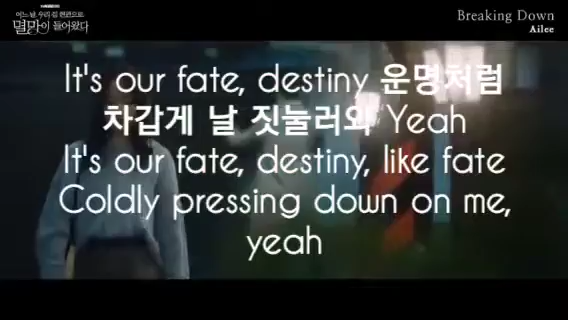 어느 날 우리 집 현관으로
멸망이 들어왔다
Breaking Down
Ailee
It's our fate, destiny 운명처럼
차갑게 날 짓눌러와 Yeah
It's our fate, destiny, like fate
Coldly pressing down on me,
yeah